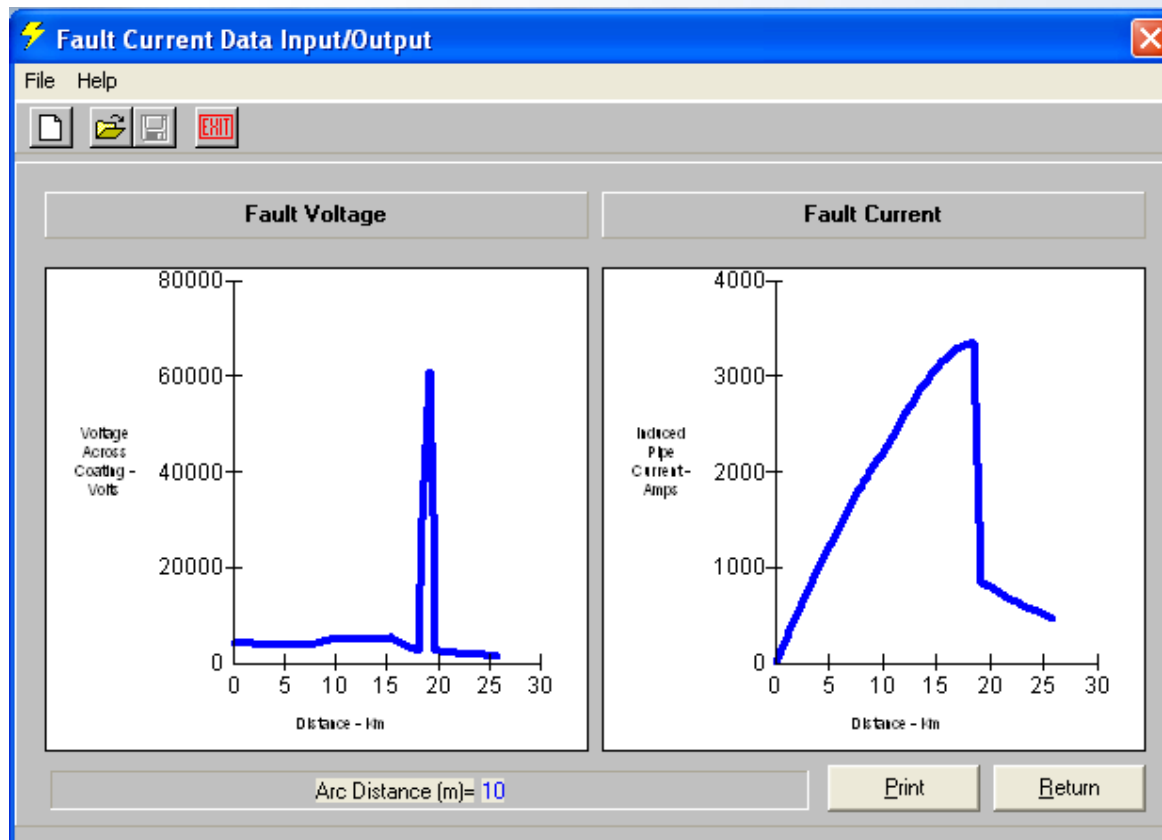 Fault Current Data Input/Output
File Help
EXIT
Fault Voltage
80000
60000
40000
20000
0
Voltage
Across
Coating -
Volts
0 5 10 15 20 25 30
Distance - km
Fault Current
4000
3000
2000
1000
0
Induced
Pipe
Current-
Amps
0 5 10 15 20 25 30
Distance - km
Arc Distance (m)= 10
Print
Return